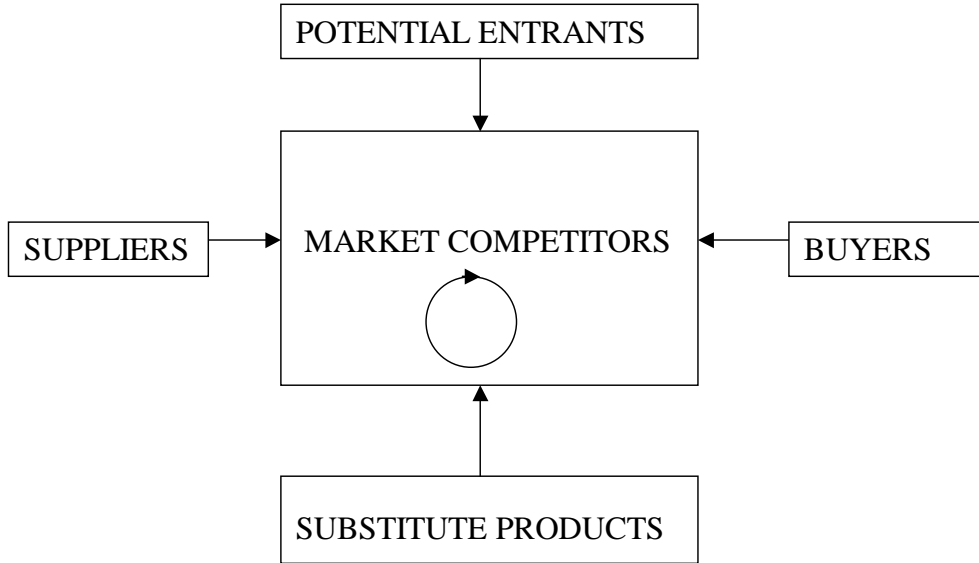 POTENTIAL ENTRANTS
SUPPLIERS
MARKET COMPETITORS
BUYERS
SUBSTITUTE PRODUCTS